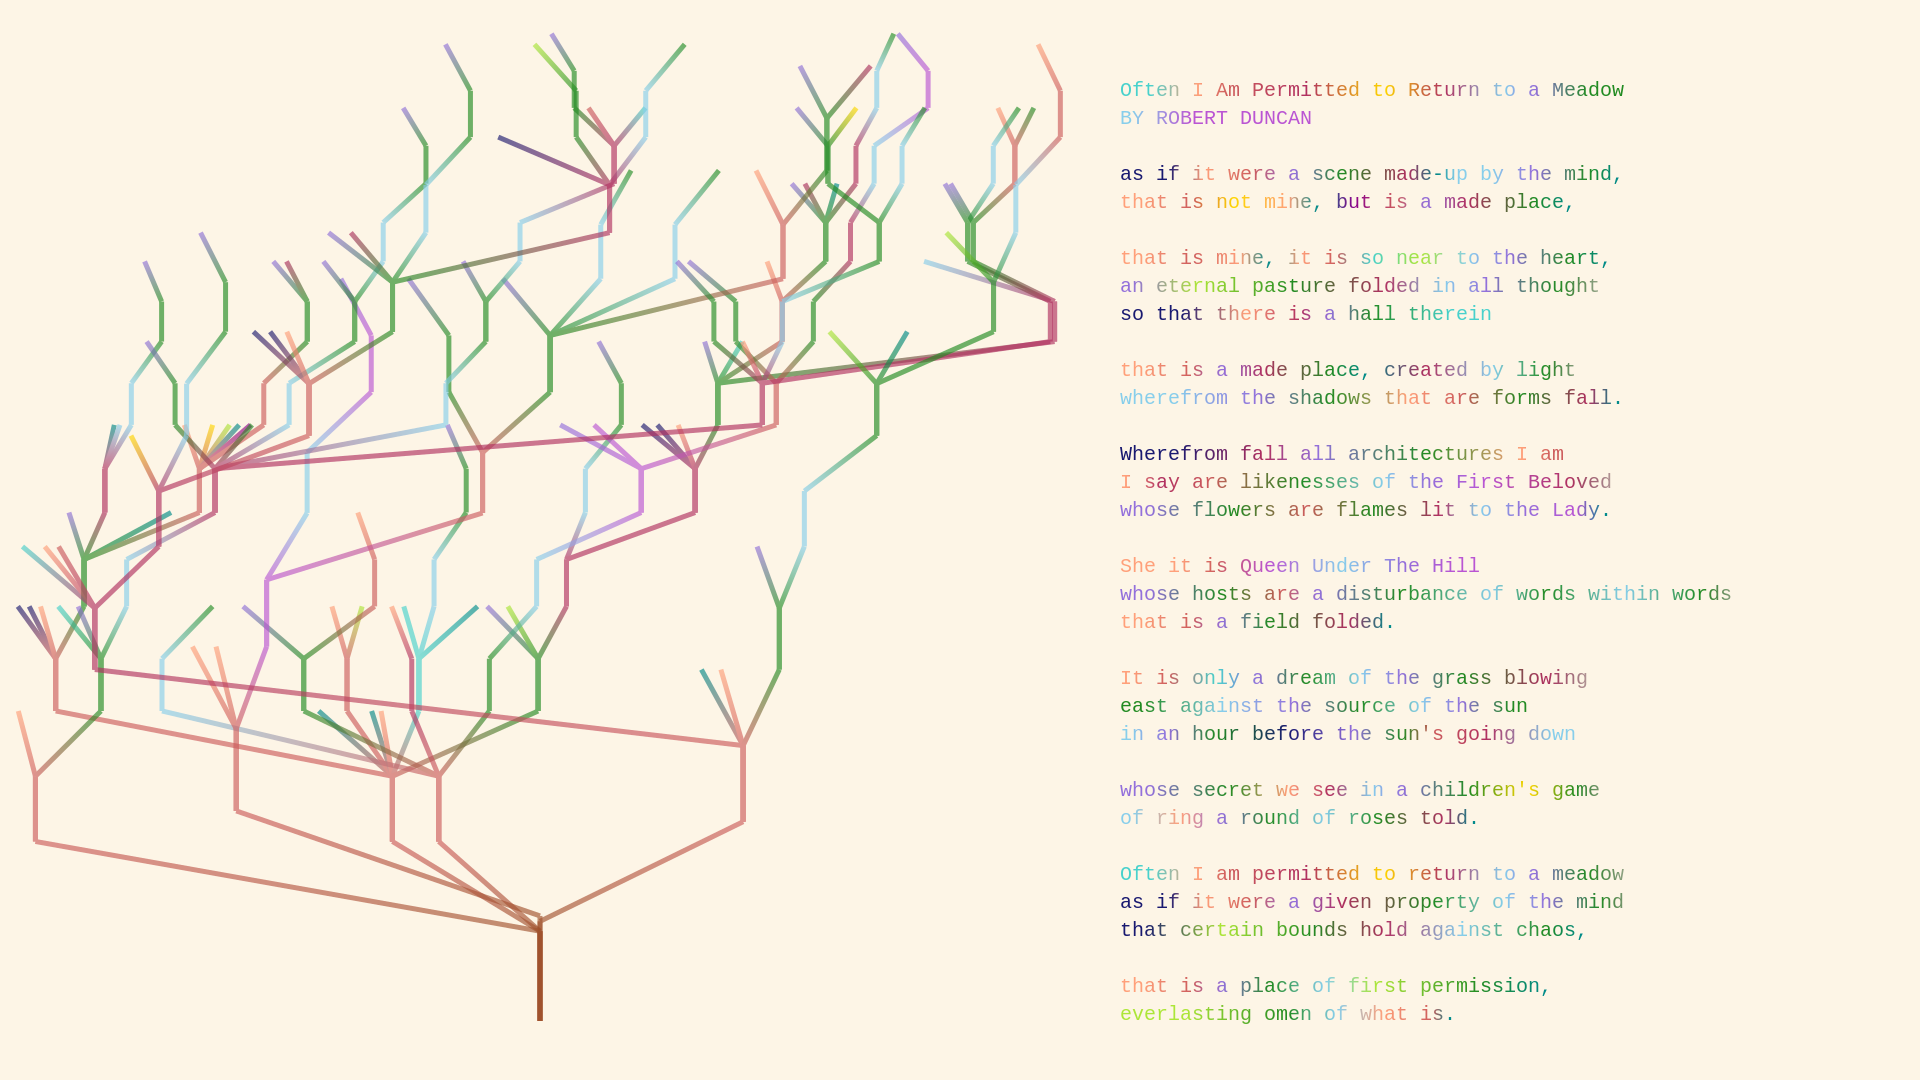 Often I Am Permitted to Return to a Meadow
BY ROBERT DUNCAN
as if it were a scene made-up by the mind,
that is not mine, but is a made place,
that is mine, it is so near to the heart,
an eternal pasture folded in all thought
so that there is a hall therein
that is a made place, created by light
wherefrom the shadows that are forms fall.
Wherefrom fall all architectures I am
I say are likenesses of the First Beloved
whose flowers are flames lit to the Lady.
She it is Queen Under The Hill
whose hosts are a disturbance of words within words
that is a field folded.
It is only a dream of the grass blowing
east against the source of the sun
in an hour before the sun's going down
whose secret we see in a children's game
of ring a round of roses told.
Often I am permitted to return to a meadow
as if it were a given property of the mind
that certain bounds hold against chaos,
that is a place of first permission,
everlasting omen of what is.